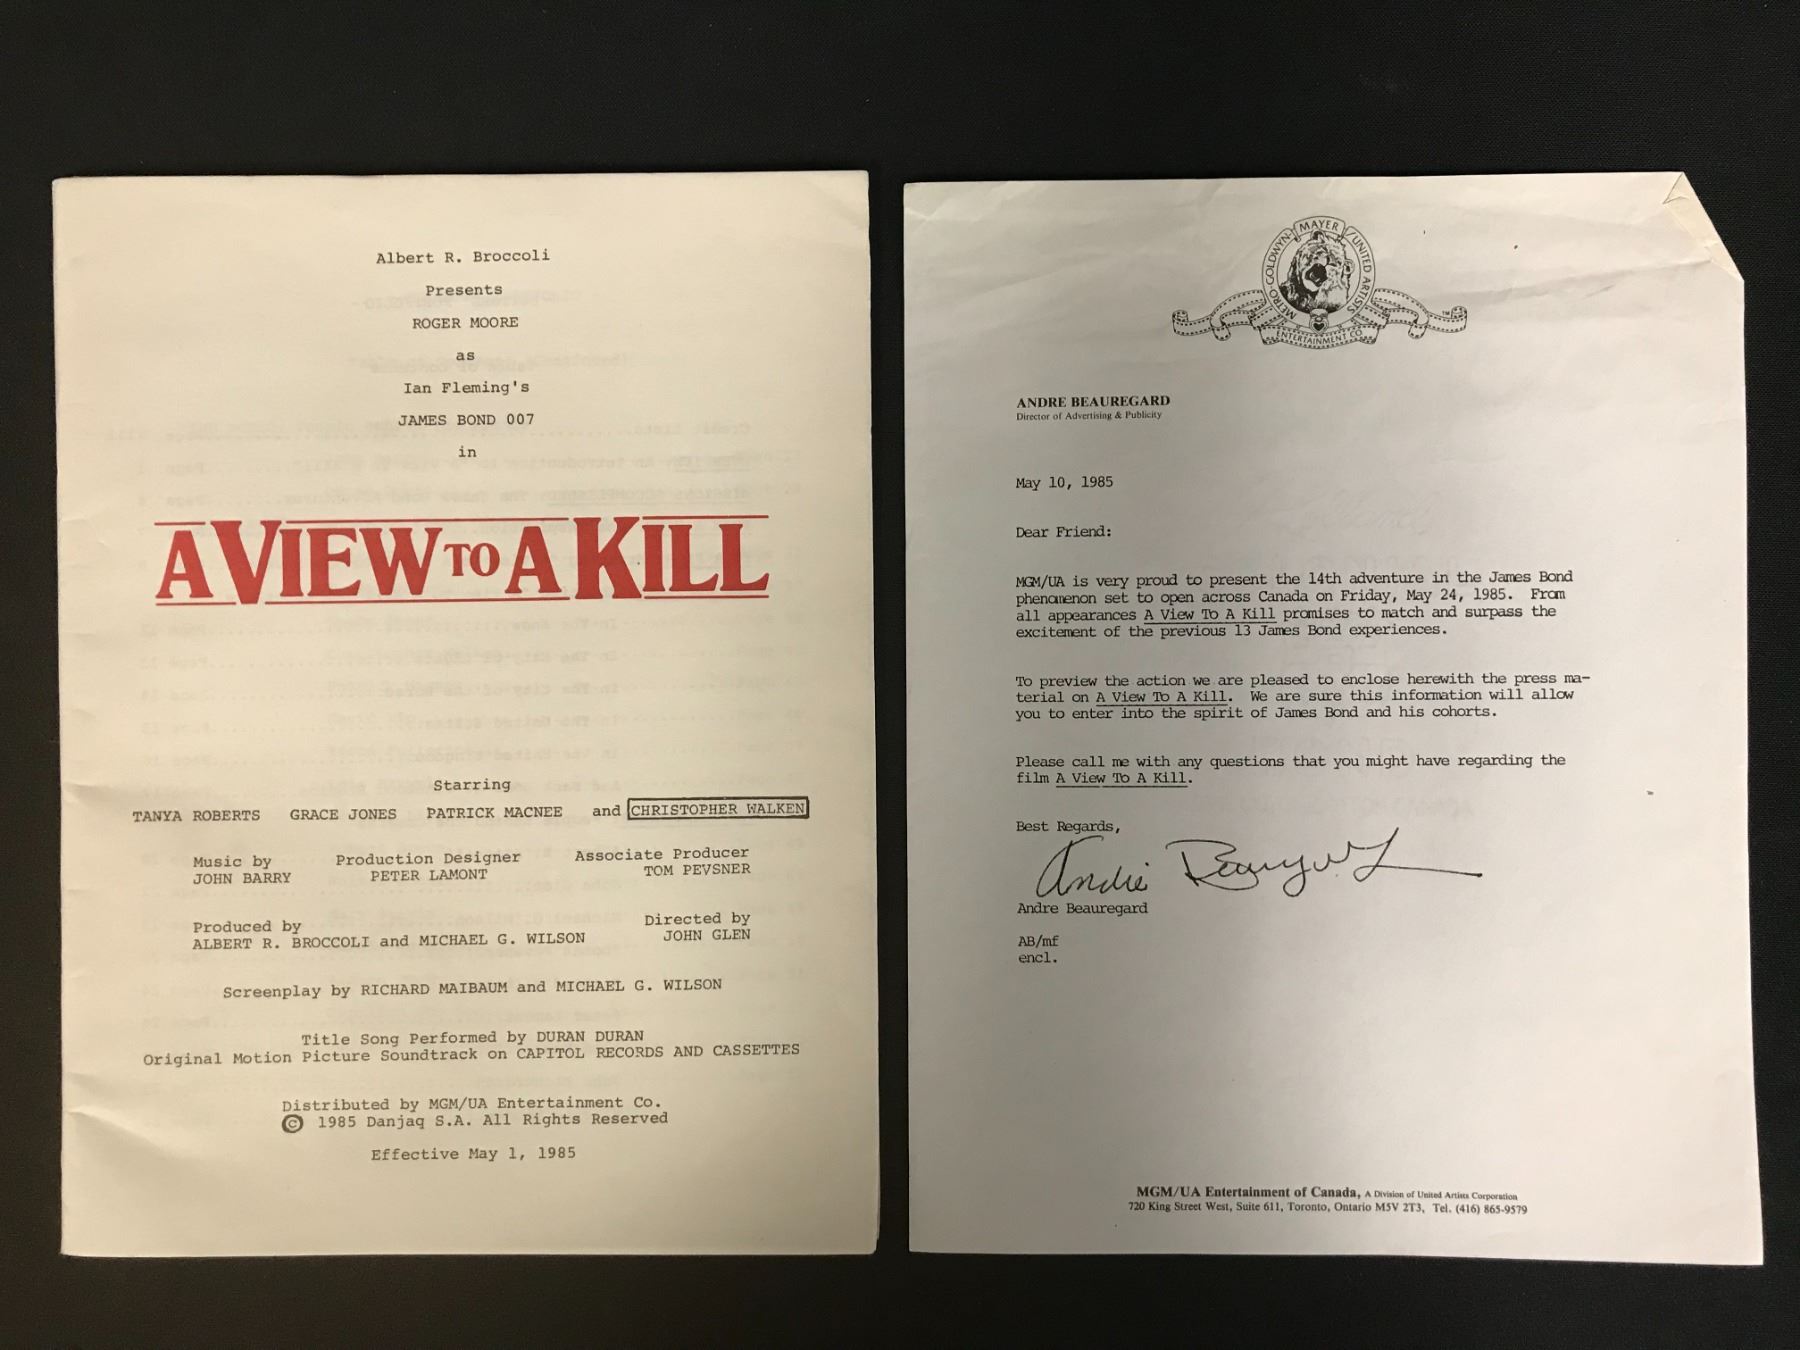 Albert R. Broccoli
Presents
ROGER MOORE
as
Ian Fleming's
JAMES BOND 007
in
A VIEW TO A KILL
Starring
TANYA ROBERTS GRACE JONES PATRICK MACNEE and CHRISTOPHER WALKEN
Music by
JOHN BARRY
Production Designer
PETER LAMONT
Associate Producer
TOM PEVSNER
Produced by
ALBERT R. BROCCOLI and MICHAEL G. WILSON
Directed by
JOHN GLEN
Screenplay by RICHARD MAIBAUM and MICHAEL G. WILSON
Title Song Performed by DURAN DURAN
Original Motion Picture Soundtrack on CAPITOL RECORDS AND CASSETTES
Distributed by MGM/UA Entertainment Co.
© 1985 Danjaq S.A. All Rights Reserved
Effective May 1, 1985
METRO GOLDWYN MAYER / UNITED ARTISTS
ENTERTAINMENT CO
TM
ANDRE BEAUREGARD
Director of Advertising & Publicity
May 10, 1985
Dear Friend:
MGM/UA is very proud to present the 14th adventure in the James Bond
phenomenon set to open across Canada on Friday, May 24, 1985. From
all appearances A View To A Kill promises to match and surpass the
excitement of the previous 13 James Bond experiences.
To preview the action we are pleased to enclose herewith the press ma-
terial on A View To A Kill. We are sure this information will allow
you to enter into the spirit of James Bond and his cohorts.
Please call me with any questions that you might have regarding the
film A View To A Kill.
Best Regards,
Andre Beauregard
Andre Beauregard
AB/mf
encl.
MGM/UA Entertainment of Canada, A Division of United Artists Corporation
720 King Street West, Suite 611, Toronto, Ontario M5V 2T3, Tel. (416) 865-9579